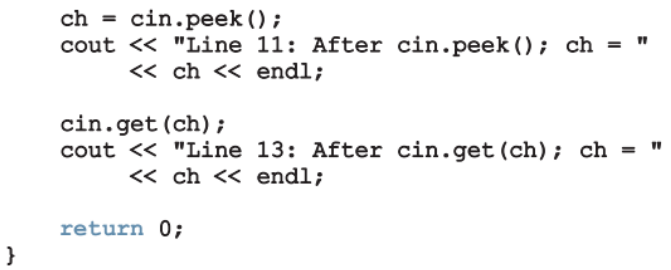 ch = cin.peek();
cout << "Line 11: After cin.peek(); ch = "
<< ch << endl;
cin.get(ch);
cout << "Line 13: After cin.get(ch); ch = "
<< ch << endl;
return 0;
}